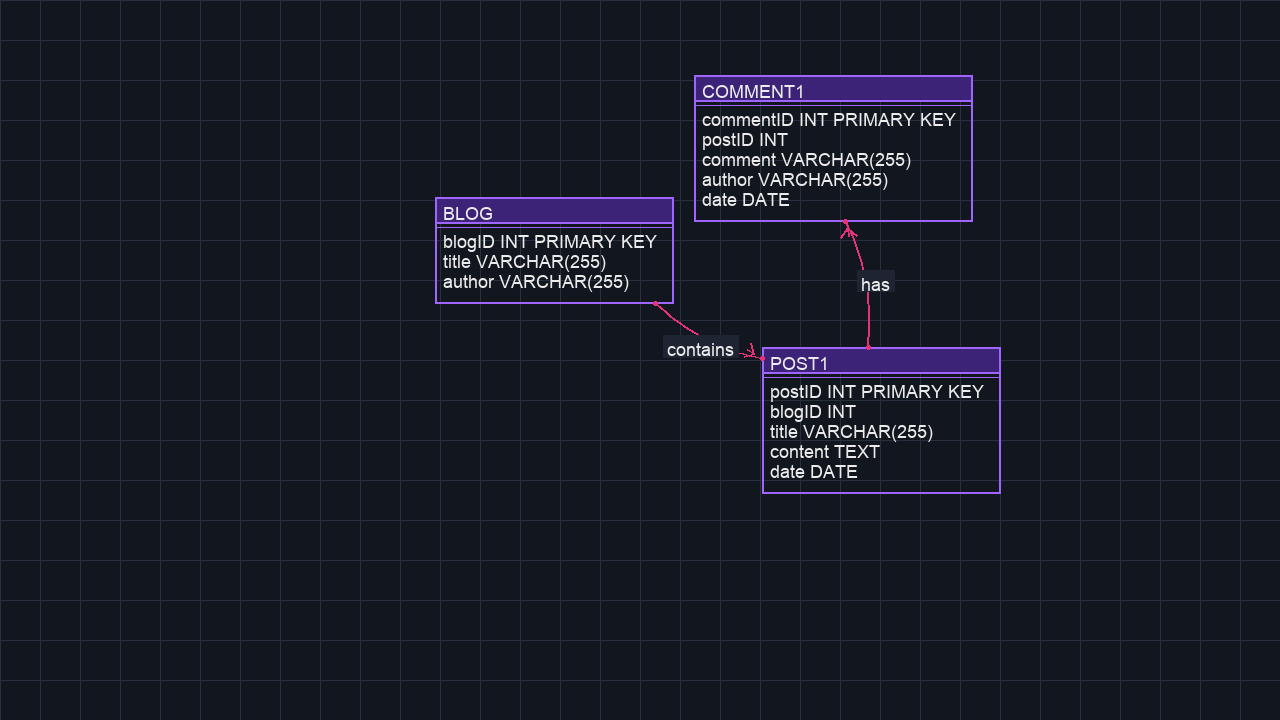 COMMENT1
commentID INT PRIMARY KEY
postID INT
comment VARCHAR(255)
author VARCHAR(255)
date DATE
BLOG
blogID INT PRIMARY KEY
title VARCHAR(255)
author VARCHAR(255)
has
contains
POST1
postID INT PRIMARY KEY
blogID INT
title VARCHAR(255)
content TEXT
date DATE